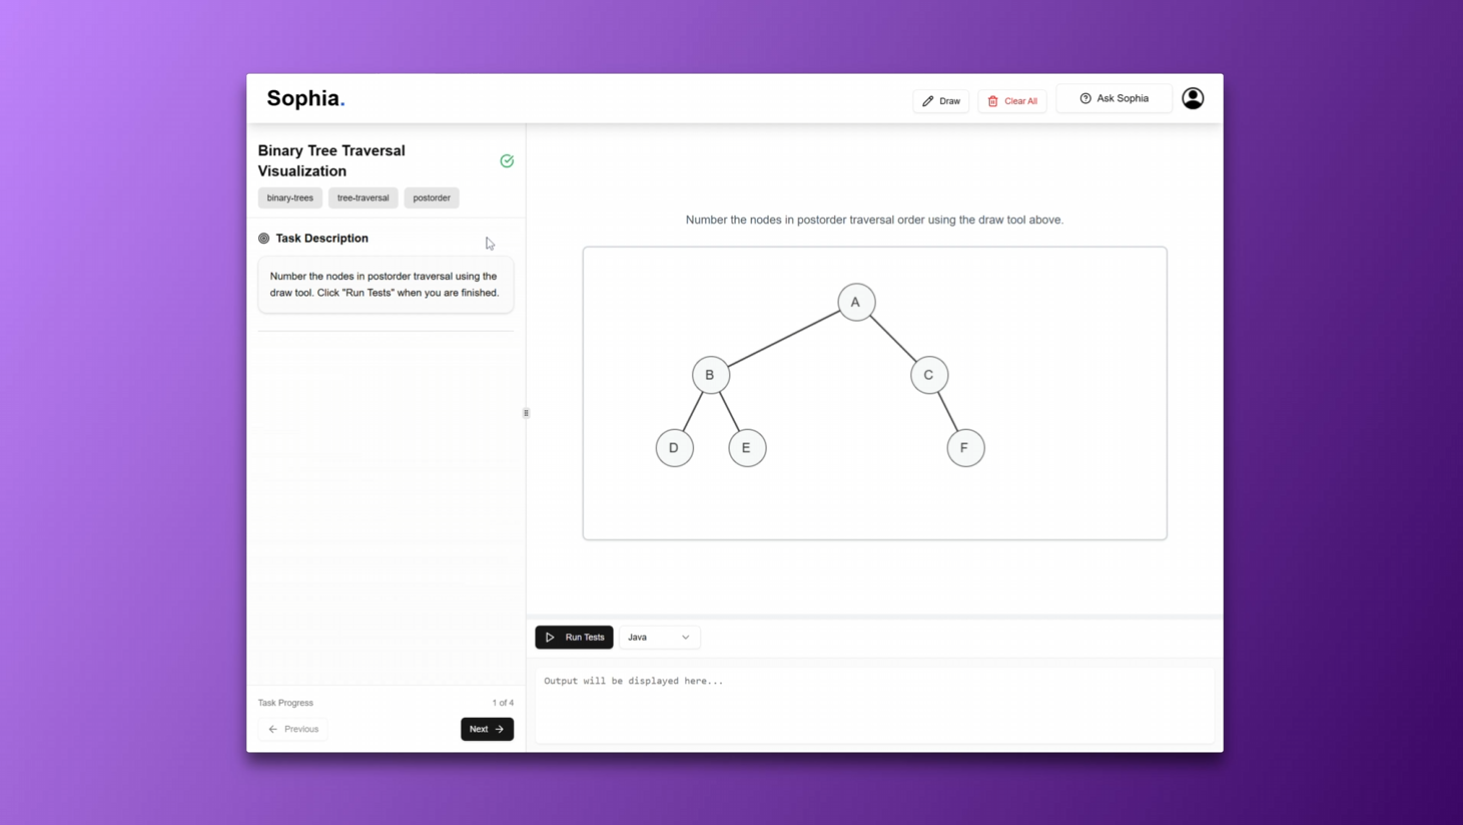 Sophia.
Draw
Clear All
Ask Sophia
Binary Tree Traversal
Visualization
binary-trees
tree-traversal
postorder
Task Description
Number the nodes in postorder traversal using the
draw tool. Click "Run Tests" when you are finished.
Task Progress
1 of 4
Previous
Next
Number the nodes in postorder traversal order using the draw tool above.
A
B
C
D
E
F
Run Tests
Java
Output will be displayed here...